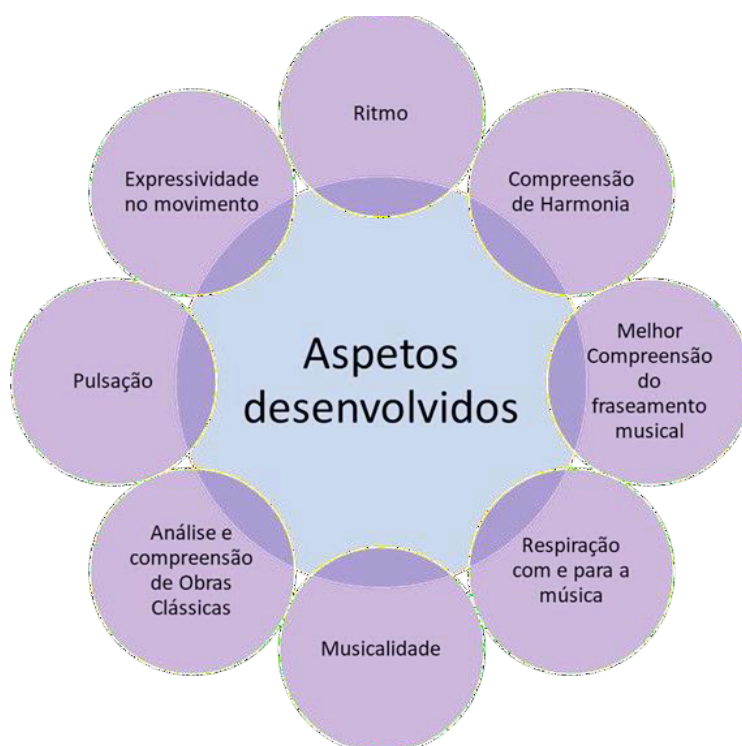 Ritmo
Compreensão
de Harmonia
Melhor
Compreensão
do
fraseamento
musical
Respiração
com e para a
música
Musicalidade
Análise e
compreensão
de Obras
Clássicas
Pulsação
Expressividade
no movimento
Aspetos
desenvolvidos